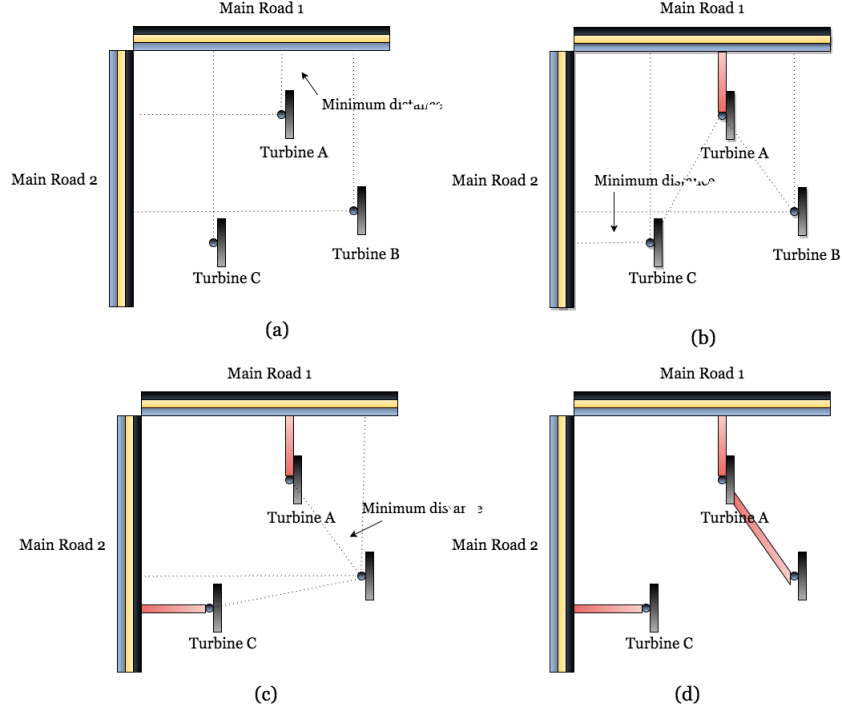 Main Road 1
Main Road 1
Minimum
Turbine A
Turbine A
Main Road 2
Main Road 2
Minimum
Turbine B
Turbine B
Turbine C
Turbine C
(a)
(b)
Main Road 1
Main Road 1
Minimum
Turbine A
Turbine A
Main Road 2
Main Road 2
Turbine C
Turbine C
(c)
(d)